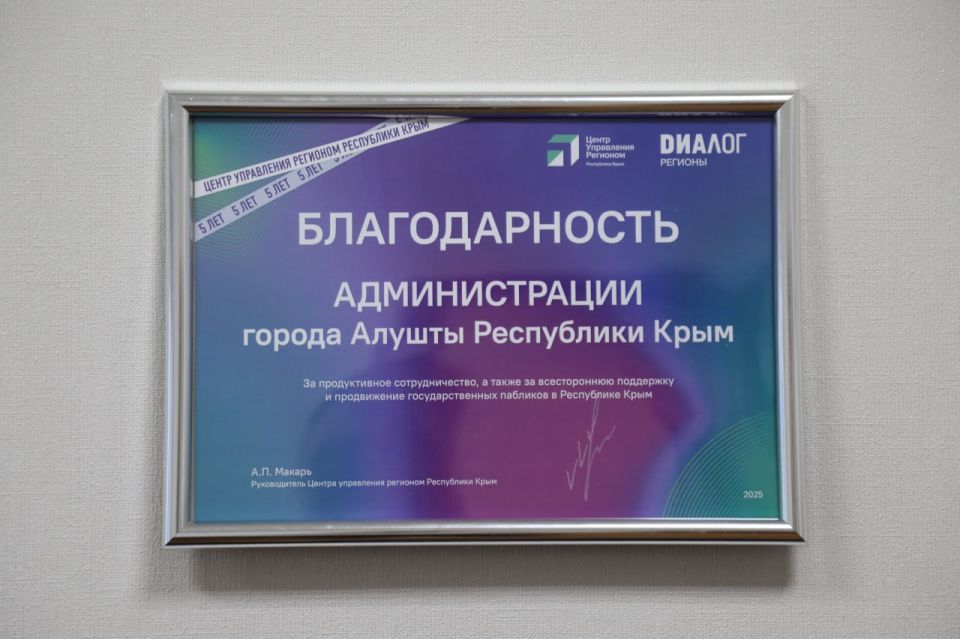 ЦЕНТР УПРАВЛЕНИЯ РЕГИОНОМ РЕСПУБЛИКИ КРЫМ
5 ЛЕТ 5 ЛЕТ 5 ЛЕТ 5 ЛЕТ
Центр
Управления
Регионом
Республика Крым
DИАЛОГ
РЕГИОНЫ
БЛАГОДАРНОСТЬ
АДМИНИСТРАЦИИ
города Алушты Республики Крым
За продуктивное сотрудничество, а также за всестороннюю поддержку
и продвижение государственных пабликов в Республике Крым
А.П. Макарь
Руководитель Центра управления регионом Республики Крым
2025